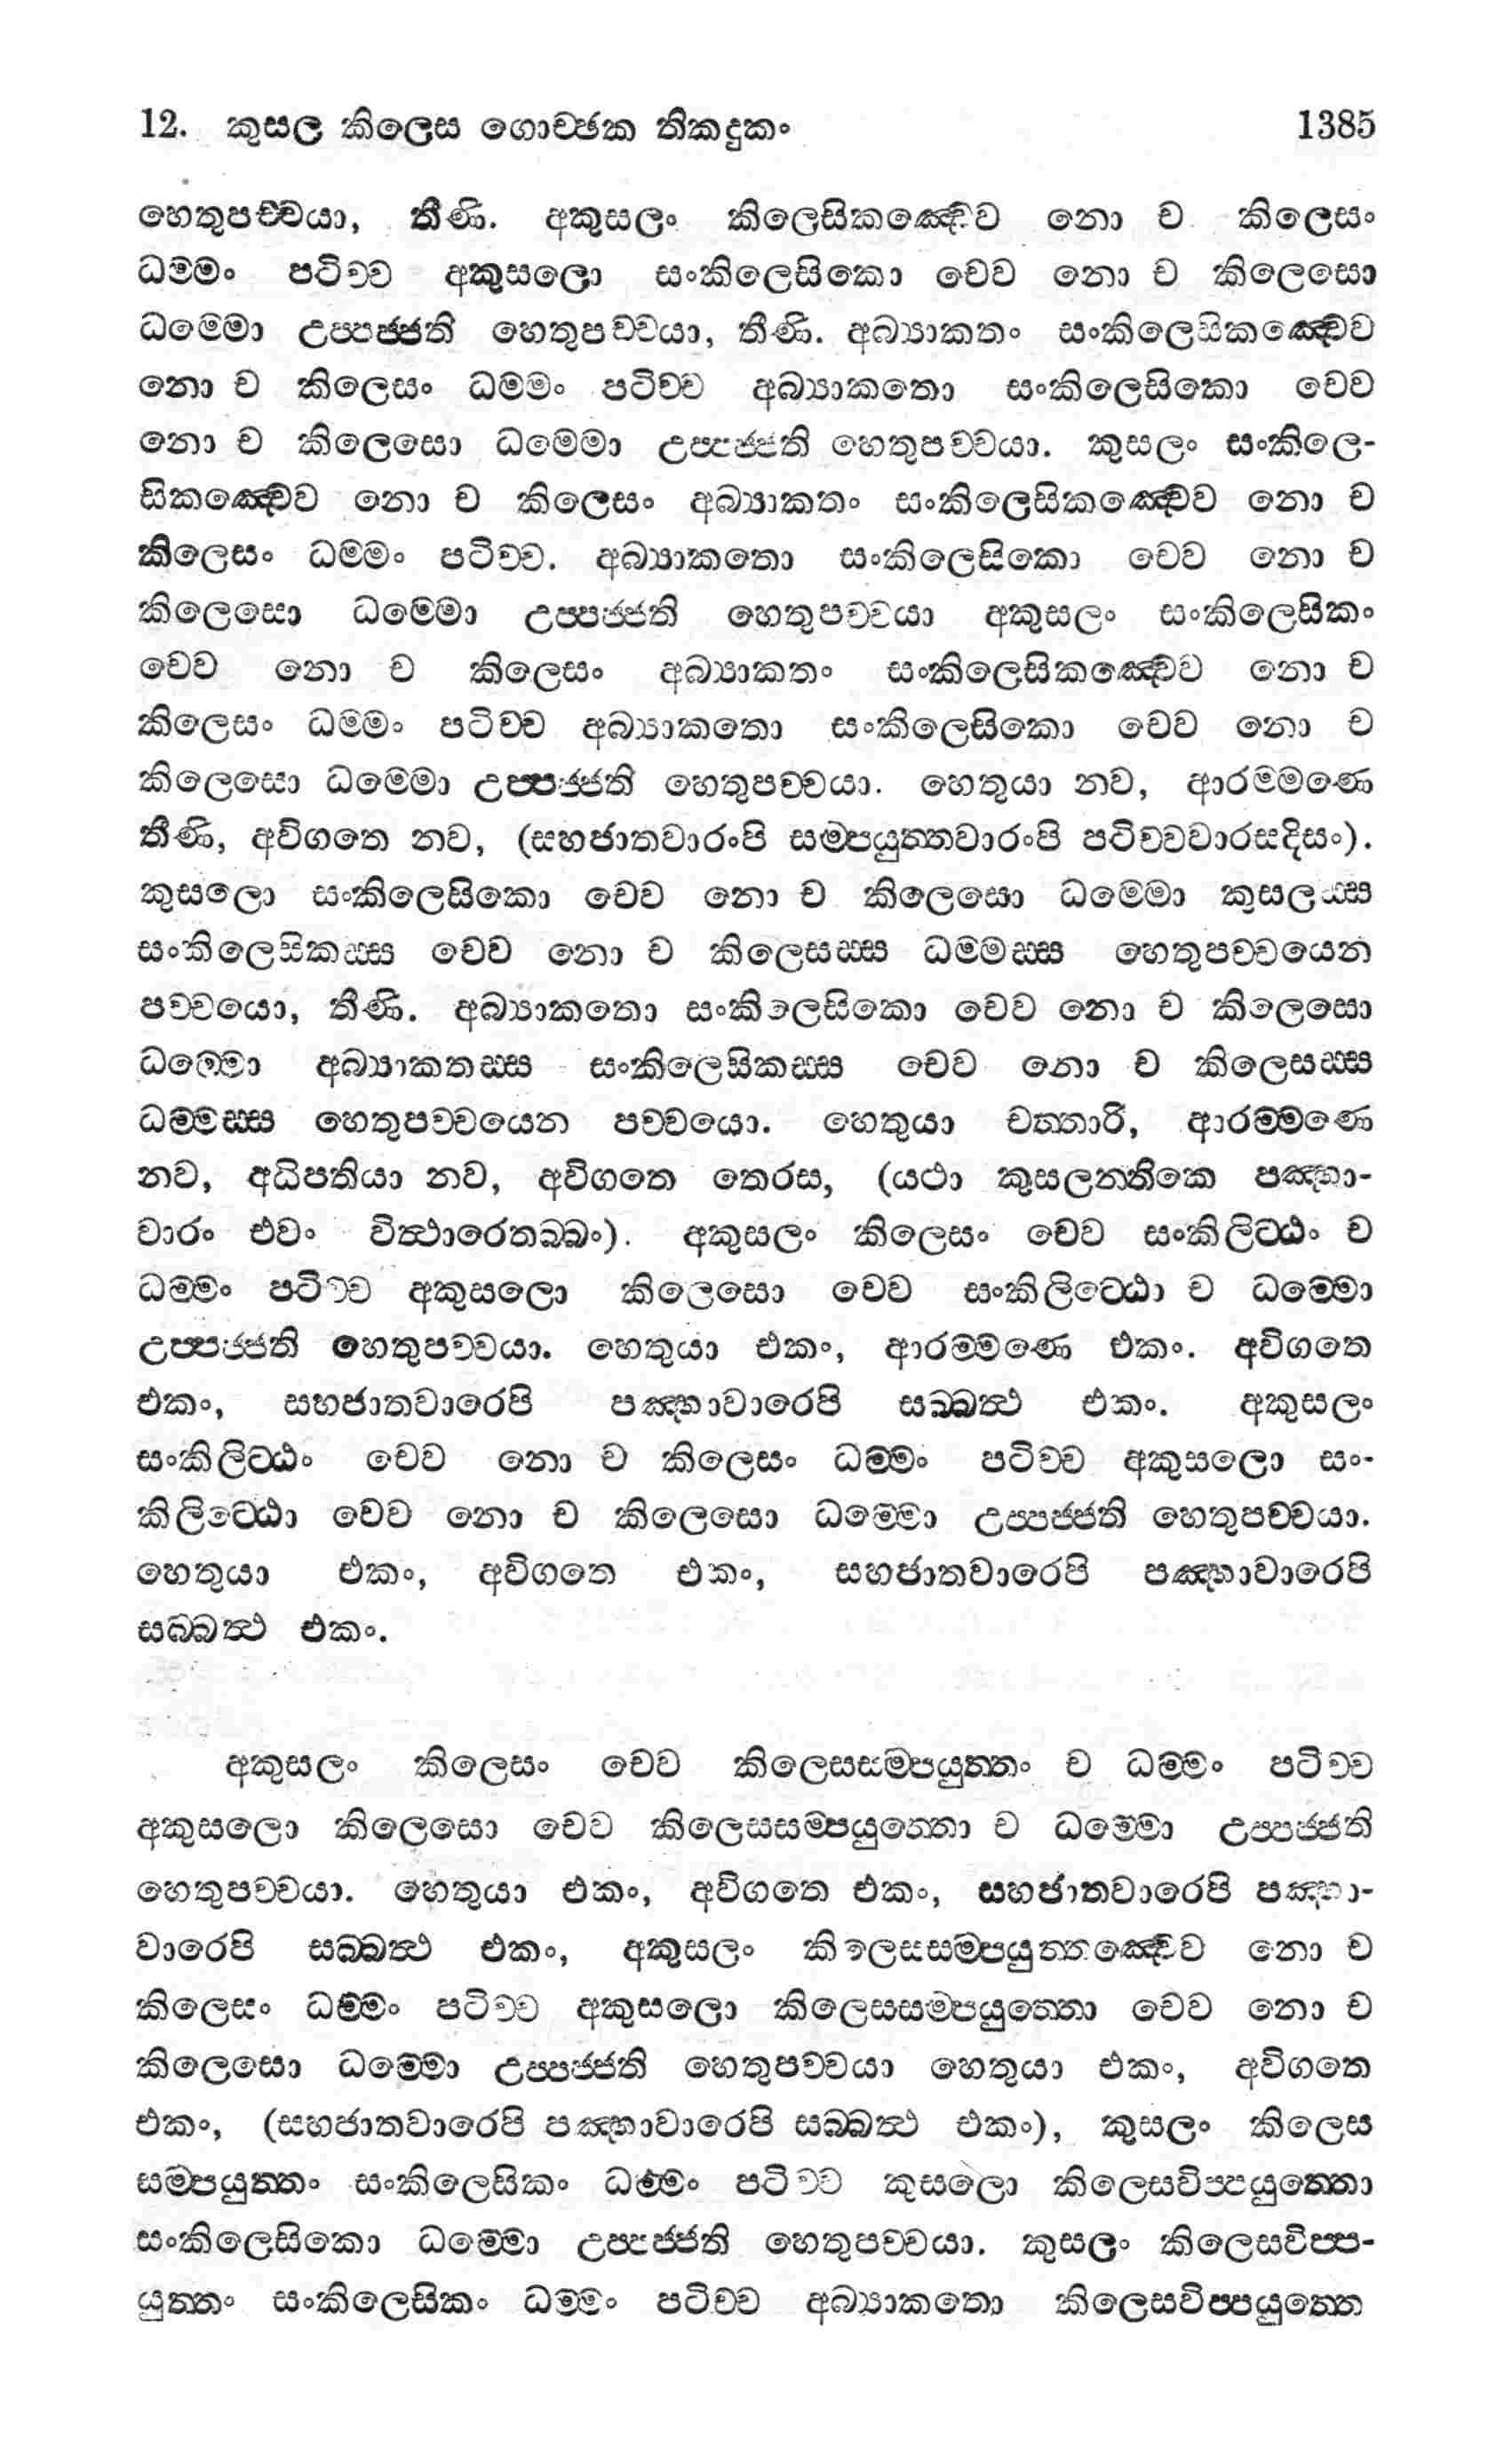 12. කුසල කිලෙස ගොච්ඡක තිකදුකං 1385
හෙතුපච්චයා, තීණි. අකුසලං කිලෙසිකඤ්චෙව නො ච කිලෙසං
ධම්මං පටිච්ච අකුසලො සංකිලෙසිකො චෙව නො ච කිලෙසො
ධම්මො උප්පජ්ජති හෙතුපච්චයා, තීණි. අබ්‍යාකතං සංකිලෙසිකඤ්චෙව
නො ච කිලෙසං ධම්මං පටිච්ච අබ්‍යාකතො සංකිලෙසිකො චෙව
නො ච කිලෙසො ධම්මො උප්පජ්ජති හෙතුපච්චයා. කුසලං සංකිලෙ-
සිකඤ්චෙව නො ච කිලෙසං අබ්‍යාකතං සංකිලෙසිකඤ්චෙව නො ච
කිලෙසං ධම්මං පටිච්ච. අබ්‍යාකතො සංකිලෙසිකො චෙව නො ච
කිලෙසො ධම්මො උප්පජ්ජති හෙතුපච්චයා අකුසලං සංකිලෙසිකං
චෙව නො ච කිලෙසං අබ්‍යාකතං සංකිලෙසිකඤ්චෙව නො ච
කිලෙසං ධම්මං පටිච්ච අබ්‍යාකතො සංකිලෙසිකො චෙව නො ච
කිලෙසො ධම්මො උප්පජ්ජති හෙතුපච්චයා. හෙතුයා නව, ආරම්මණෙ
තීණි, අවිගතෙ නව, (සහජාතවාරංපි සම්පයුත්තවාරංපි පටිච්චවාරසදිසං).
කුසලො සංකිලෙසිකො චෙව නො ච කිලෙසො ධම්මො කුසලස්ස
සංකිලෙසිකස්ස චෙව නො ච කිලෙසස්ස ධම්මස්ස හෙතුපච්චයෙන
පච්චයො, තීණි. අබ්‍යාකතො සංකිලෙසිකො චෙව නො ච කිලෙසො
ධම්මො අබ්‍යාකතස්ස සංකිලෙසිකස්ස චෙව නො ච කිලෙසස්ස
ධම්මස්ස හෙතුපච්චයෙන පච්චයො. හෙතුයා චත්තාරි, ආරම්මණෙ
නව, අධිපතියා නව, අවිගතෙ තෙරස, (යථා කුසලත්තිකෙ පඤ්හා-
වාරං එවං විත්ථාරෙතබ්බං). අකුසලං කිලෙසං චෙව සංකිලිට්ඨං ච
ධම්මං පටිච්ච අකුසලො කිලෙසො චෙව සංකිලිට්ඨො ච ධම්මො
උප්පජ්ජති හෙතුපච්චයා. හෙතුයා එකං, ආරම්මණෙ එකං. අවිගතෙ
එකං, සහජාතවාරෙපි පඤ්හාවාරෙපි සබ්බත්ථ එකං. අකුසලං
සංකිලිට්ඨං චෙව නො ච කිලෙසං ධම්මං පටිච්ච අකුසලො සං-
කිලිට්ඨො චෙව නො ච කිලෙසො ධම්මො උප්පජ්ජති හෙතුපච්චයා.
හෙතුයා එකං, අවිගතෙ එකං, සහජාතවාරෙපි පඤ්හාවාරෙපි
සබ්බත්ථ එකං.
අකුසලං කිලෙසං චෙව කිලෙසසම්පයුත්තං ච ධම්මං පටිච්ච
අකුසලො කිලෙසො චෙව කිලෙසසම්පයුත්තො ච ධම්මො උප්පජ්ජති
හෙතුපච්චයා. හෙතුයා එකං, අවිගතෙ එකං, සහජාතවාරෙපි පඤ්හා-
වාරෙපි සබ්බත්ථ එකං, අකුසලං කිලෙසසම්පයුත්තඤ්චෙව නො ච
කිලෙසං ධම්මං පටිච්ච අකුසලො කිලෙසසම්පයුත්තො චෙව නො ච
කිලෙසො ධම්මො උප්පජ්ජති හෙතුපච්චයා හෙතුයා එකං, අවිගතෙ
එකං, (සහජාතවාරෙපි පඤ්හාවාරෙපි සබ්බත්ථ එකං), කුසලං කිලෙස
සම්පයුත්තං සංකිලෙසිකං ධම්මං පටිච්ච කුසලො කිලෙසවිප්පයුත්තො
සංකිලෙසිකො ධම්මො උප්පජ්ජති හෙතුපච්චයා. කුසලං කිලෙසවිප්ප-
යුත්තං සංකිලෙසිකං ධම්මං පටිච්ච අබ්‍යාකතො කිලෙසවිප්පයුත්තෙ